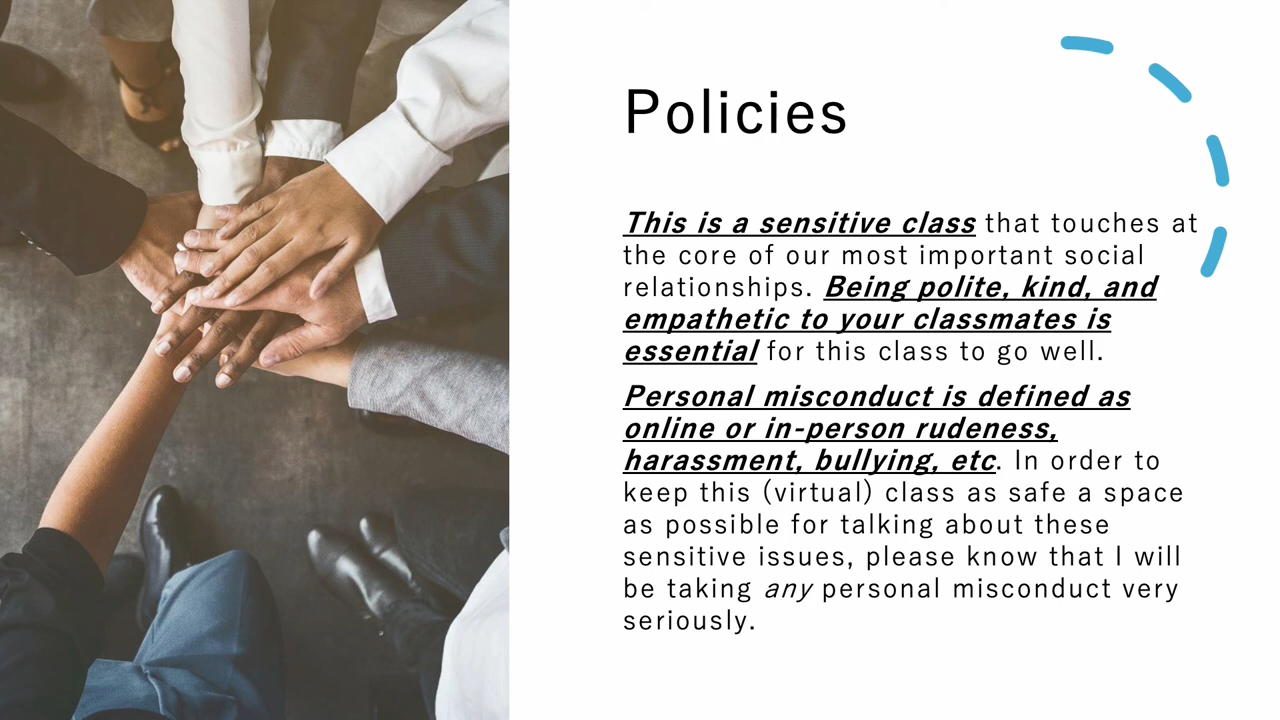 Policies
This is a sensitive class that touches at
the core of our most important social
relationships. Being polite, kind, and
empathetic to your classmates is
essential for this class to go well.
Personal misconduct is defined as
online or in-person rudeness,
harassment, bullying, etc. In order to
keep this (virtual) class as safe a space
as possible for talking about these
sensitive issues, please know that I will
be taking any personal misconduct very
seriously.